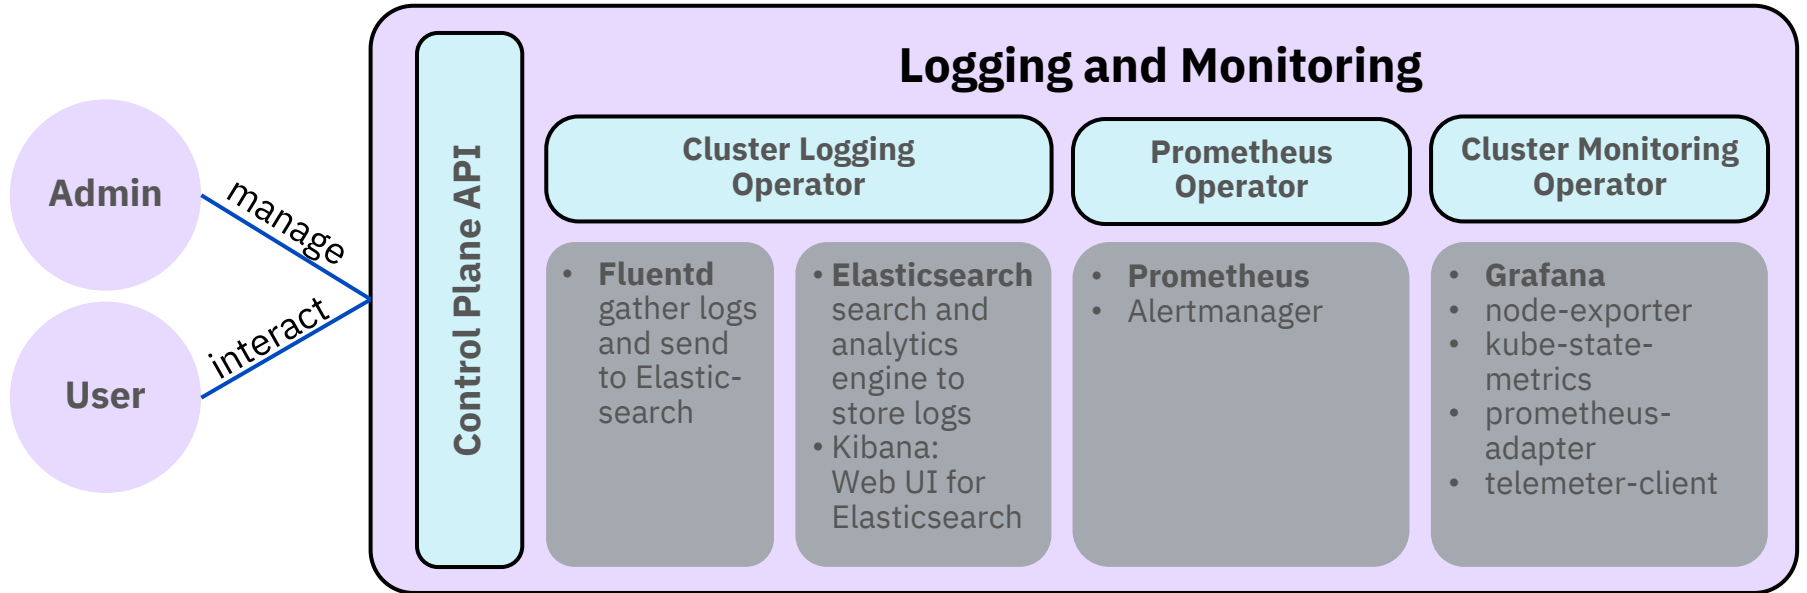 Admin
manage
User
interact
Control Plane API
Logging and Monitoring
Cluster Logging
Operator
• Fluentd
gather logs
and send
to Elastic-
search
• Elasticsearch
search and
analytics
engine to
store logs
• Kibana:
Web UI for
Elasticsearch
Prometheus
Operator
• Prometheus
• Alertmanager
Cluster Monitoring
Operator
• Grafana
• node-exporter
• kube-state-
metrics
• prometheus-
adapter
• telemeter-client